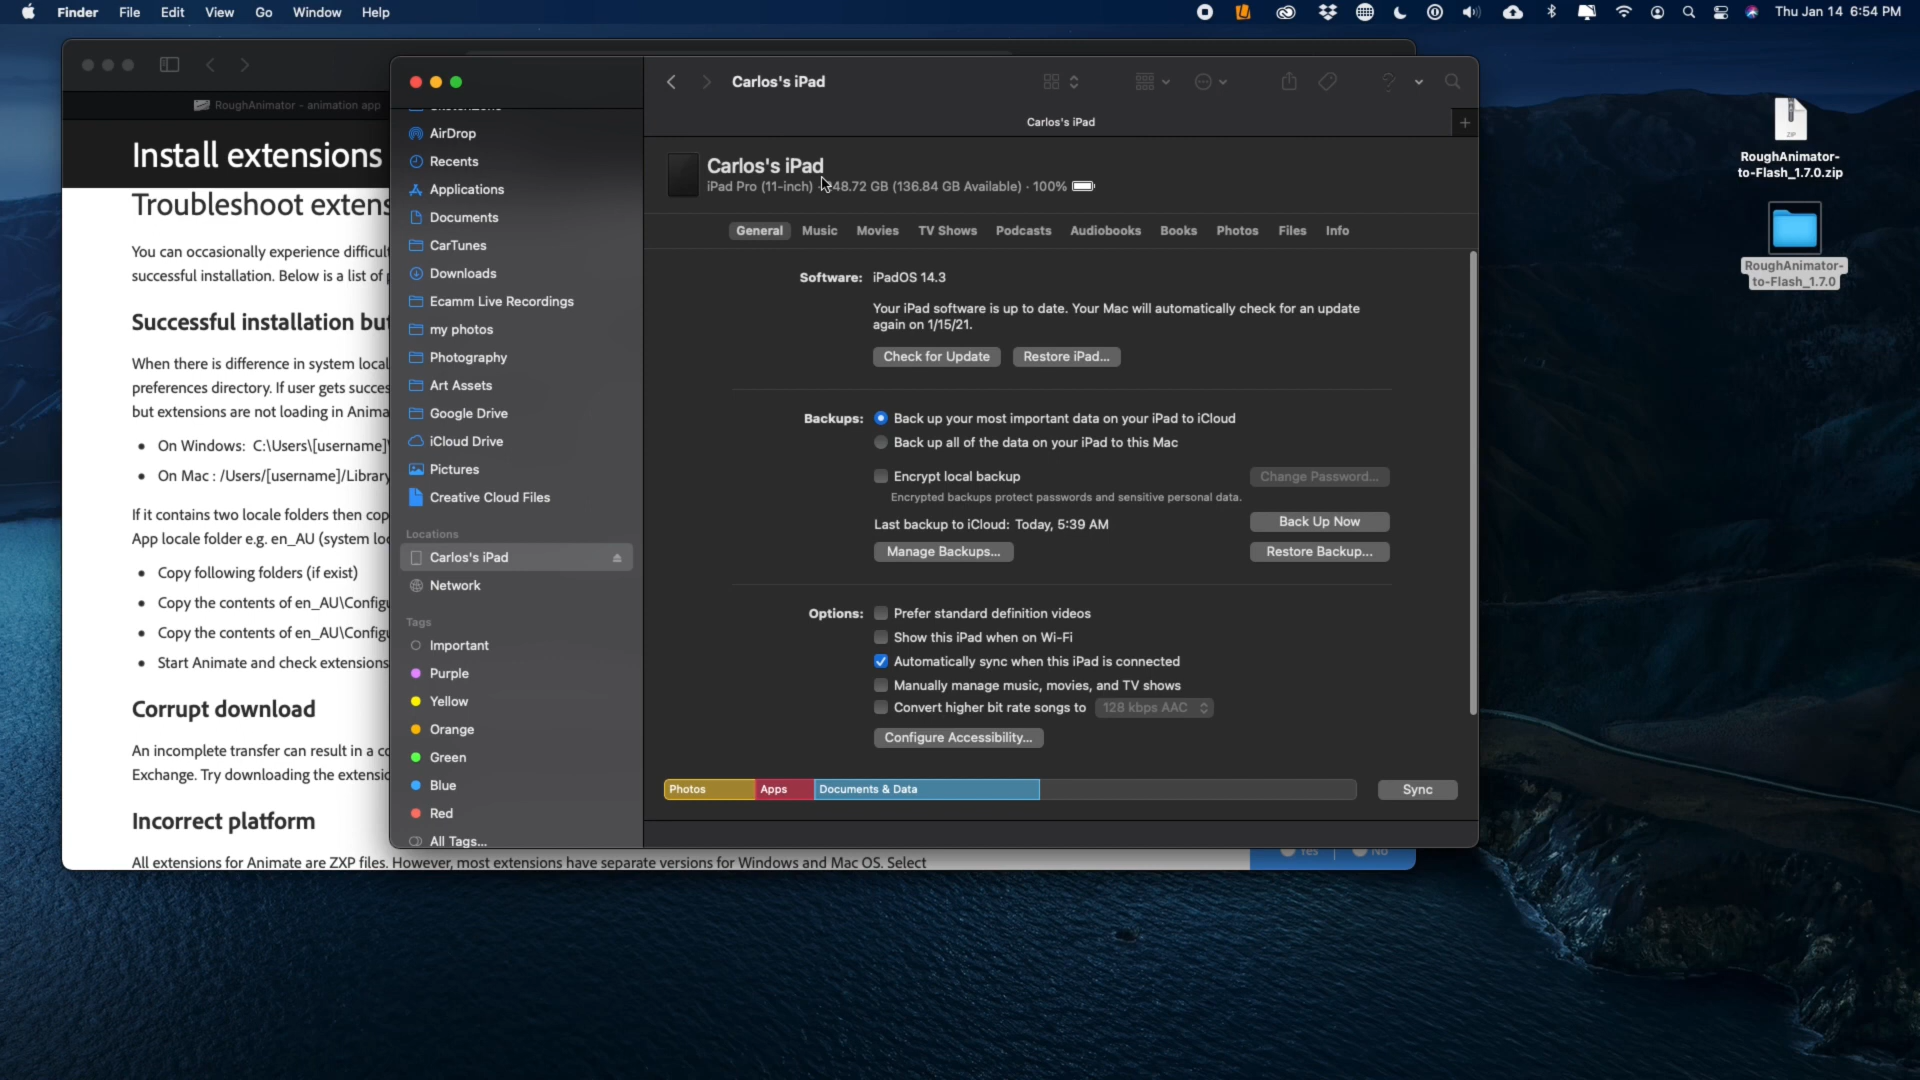 Finder File Edit View Go Window Help
Thu Jan 14 6:54 PM
RoughAnimator - animation app
Install extensions
Troubleshoot extens
You can occasionally experience difficult
successful installation. Below is a list of p
Successful installation but
When there is difference in system local
preferences directory. If user gets succes
but extensions are not loading in Anima
On Windows: C:\Users\[username]\
On Mac : /Users/[username]/Library
If it contains two locale folders then cop
App locale folder e.g. en_AU (system loc
Copy following folders (if exist)
Copy the contents of en_AU\Configu
Copy the contents of en_AU\Configu
Start Animate and check extensions
Corrupt download
An incomplete transfer can result in a co
Exchange. Try downloading the extensio
Incorrect platform
All extensions for Animate are ZXP files. However, most extensions have separate versions for Windows and Mac OS. Select
Yes No
AirDrop
Recents
Applications
Documents
CarTunes
Downloads
Ecamm Live Recordings
my photos
Photography
Art Assets
Google Drive
iCloud Drive
Pictures
Creative Cloud Files
Locations
Carlos's iPad
Network
Tags
Important
Purple
Yellow
Orange
Green
Blue
Red
All Tags...
Carlos's iPad
Carlos's iPad
Carlos's iPad
iPad Pro (11-inch) 48.72 GB (136.84 GB Available) · 100%
General Music Movies TV Shows Podcasts Audiobooks Books Photos Files Info
Software: iPadOS 14.3
Your iPad software is up to date. Your Mac will automatically check for an update
again on 1/15/21.
Check for Update Restore iPad...
Backups: Back up your most important data on your iPad to iCloud
Back up all of the data on your iPad to this Mac
Encrypt local backup Change Password...
Encrypted backups protect passwords and sensitive personal data.
Last backup to iCloud: Today, 5:39 AM Back Up Now
Manage Backups... Restore Backup...
Options: Prefer standard definition videos
Show this iPad when on Wi-Fi
Automatically sync when this iPad is connected
Manually manage music, movies, and TV shows
Convert higher bit rate songs to 128 kbps AAC
Configure Accessibility...
Photos Apps Documents & Data Sync
ZIP
RoughAnimator-
to-Flash_1.7.0.zip
RoughAnimator-
to-Flash_1.7.0